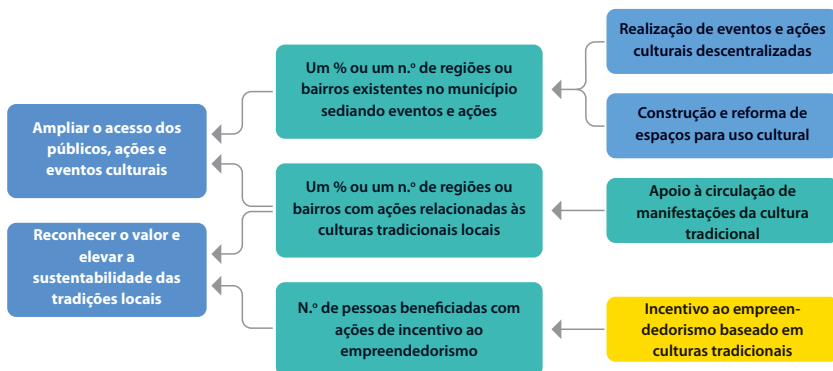 Ampliar o acesso dos
públicos, ações e
eventos culturais
Reconhecer o valor e
elevar a
sustentabilidade das
tradições locais
Um % ou um n.º de regiões ou
bairros existentes no município
sediando eventos e ações
Um % ou um n.º de regiões ou
bairros com ações relacionadas às
culturas tradicionais locais
N.º de pessoas beneficiadas com
ações de incentivo ao
empreendedorismo
Realização de eventos e ações
culturais descentralizadas
Construção e reforma de
espaços para uso cultural
Apoio à circulação de
manifestações da cultura
tradicional
Incentivo ao empreen-
dedorismo baseado em
culturas tradicionais